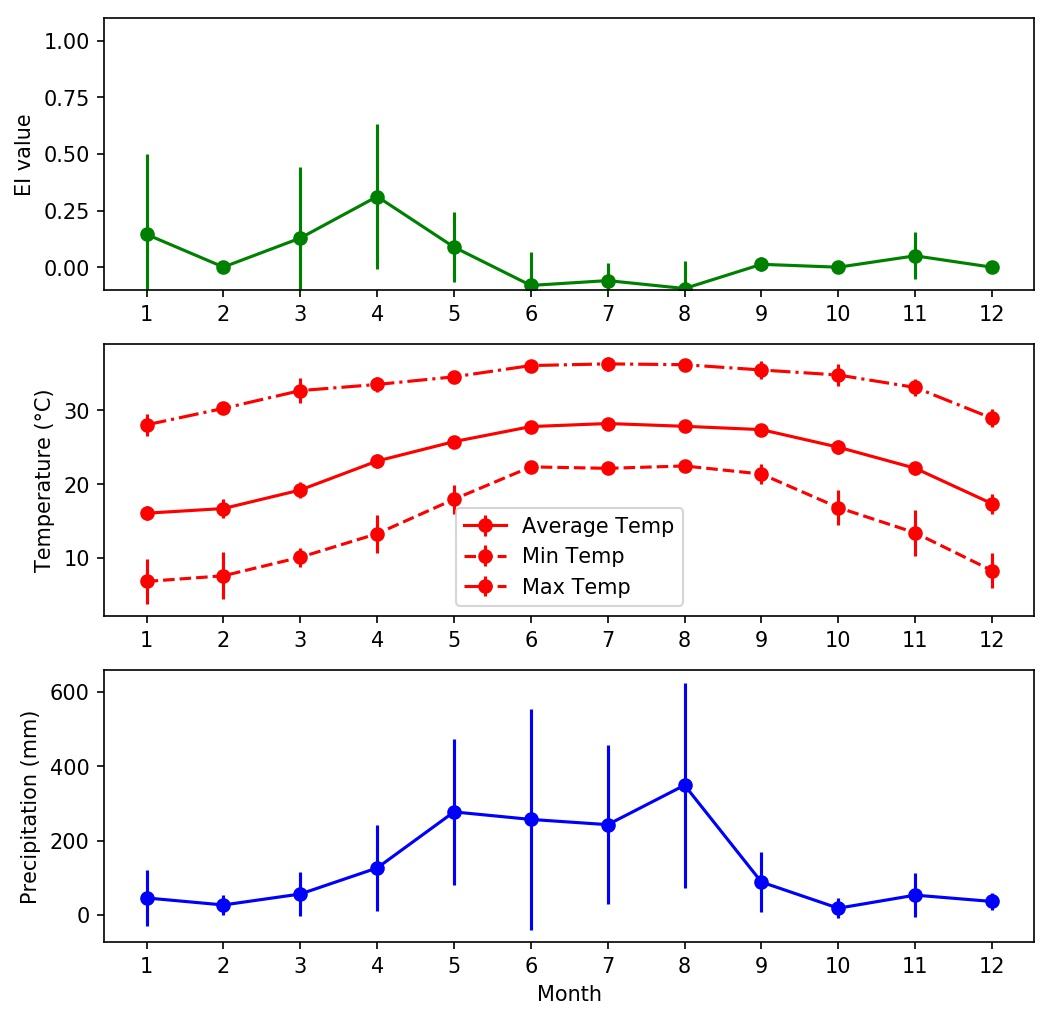 EI value
1.00
0.75
0.50
0.25
0.00
1 2 3 4 5 6 7 8 9 10 11 12
Temperature (°C)
30
20
10
Average Temp
Min Temp
Max Temp
1 2 3 4 5 6 7 8 9 10 11 12
Precipitation (mm)
600
400
200
0
1 2 3 4 5 6 7 8 9 10 11 12
Month